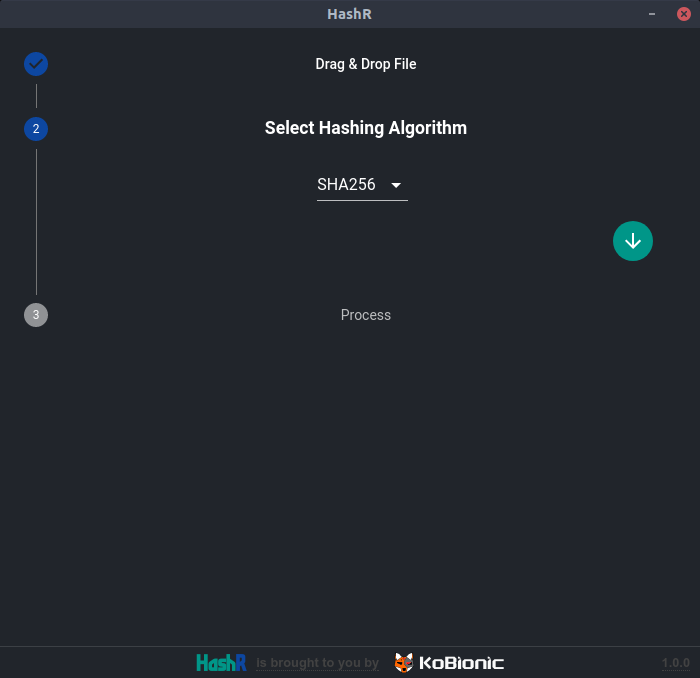 HashR
Drag & Drop File
2
Select Hashing Algorithm
SHA256
3
Process
HashR is brought to you by KoBionic
1.0.0